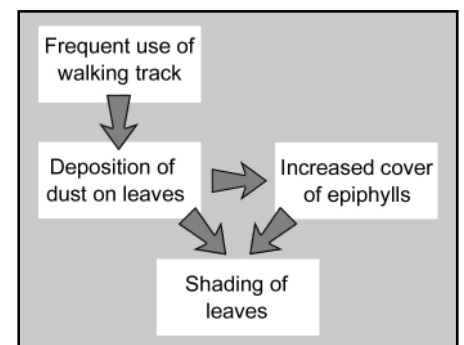 Frequent use of
walking track
Deposition of
dust on leaves
Increased cover
of epiphylls
Shading of
leaves